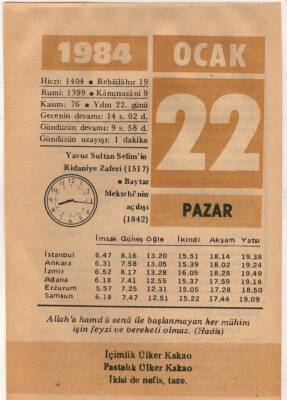 1984 OCAK
Hicri: 1404 • Rebiülâhır 19
Rumi: 1399 • Kânunusâni 9
Kasım: 76 • Yılın 22. günü
Gecenin devamı: 14 s. 02 d.
Gündüzün devamı: 9 s. 58 d.
Gündüzün uzayışı: 1 dakika
22
Yavuz Sultan Selim'in
Ridaniye Zaferi (1517)
• Baytar
Mektebi'nin
açılışı
(1842)
PAZAR
İmsak Güneş Öğle İkindi Akşam Yatsı
İstanbul 6.47 8.16 13.20 15.51 18.14 19.38
Ankara 6.31 7.58 13.05 15.39 18.02 19.24
İzmir 6.52 8.17 13.28 16.05 18.28 19.49
Adana 6.18 7.41 12.55 15.37 17.59 19.18
Erzurum 5.57 7.25 12.31 15.05 17.28 18.50
Samsun 6.18 7.47 12.51 15.22 17.44 19.09
Allah'a hamd ü senâ ile başlanmayan her mühim
işin feyzi ve bereketi olmaz. (Hadis)
İçimlik Ülker Kakao
Pastalık Ülker Kakao
İkisi de nefis, taze.